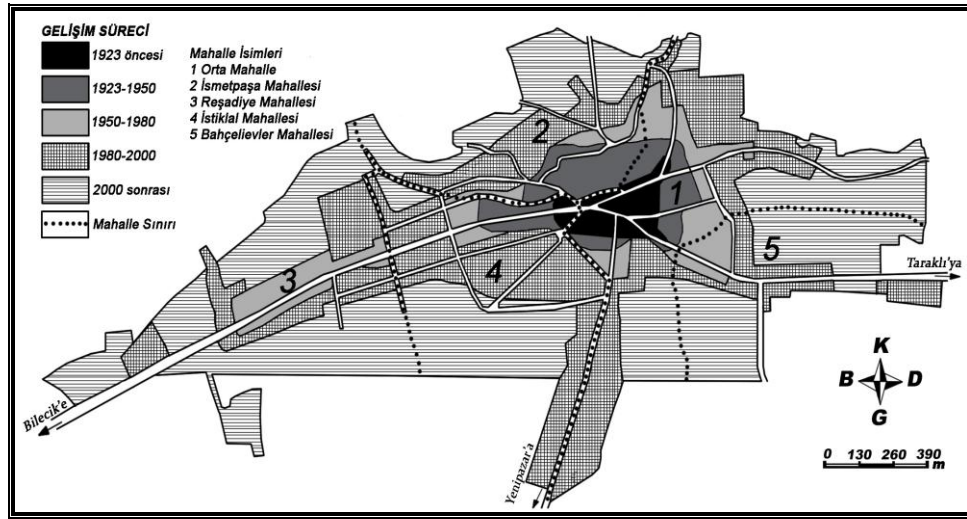 GELİŞİM SÜRECİ
1923 öncesi
1923-1950
1950-1980
1980-2000
2000 sonrası
Mahalle Sınırı
Mahalle İsimleri
1 Orta Mahalle
2 İsmetpaşa Mahallesi
3 Reşadiye Mahallesi
4 İstiklal Mahallesi
5 Bahçelievler Mahallesi
2
1
5
3
4
Taraklı'ya
Bilecik'e
Yenipazar'a
K
B D
G
0 130 260 390
m